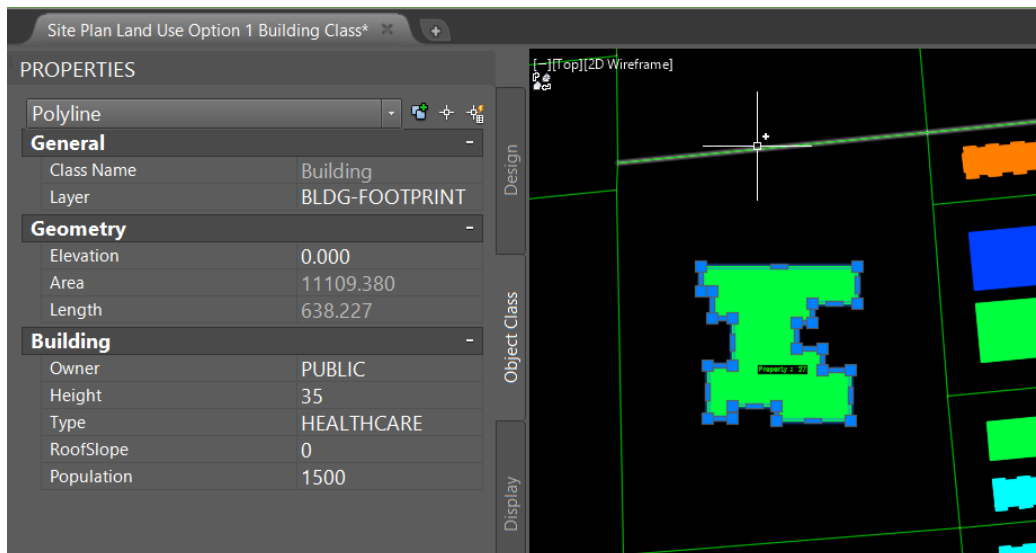 Site Plan Land Use Option 1 Building Class*
PROPERTIES
Polyline
General
Class Name Building
Layer BLDG-FOOTPRINT
Geometry
Elevation 0.000
Area 11109.380
Length 638.227
Building
Owner PUBLIC
Height 35
Type HEALTHCARE
RoofSlope 0
Population 1500
Design
Object Class
Display
[−][Top][2D Wireframe]
Property : 27